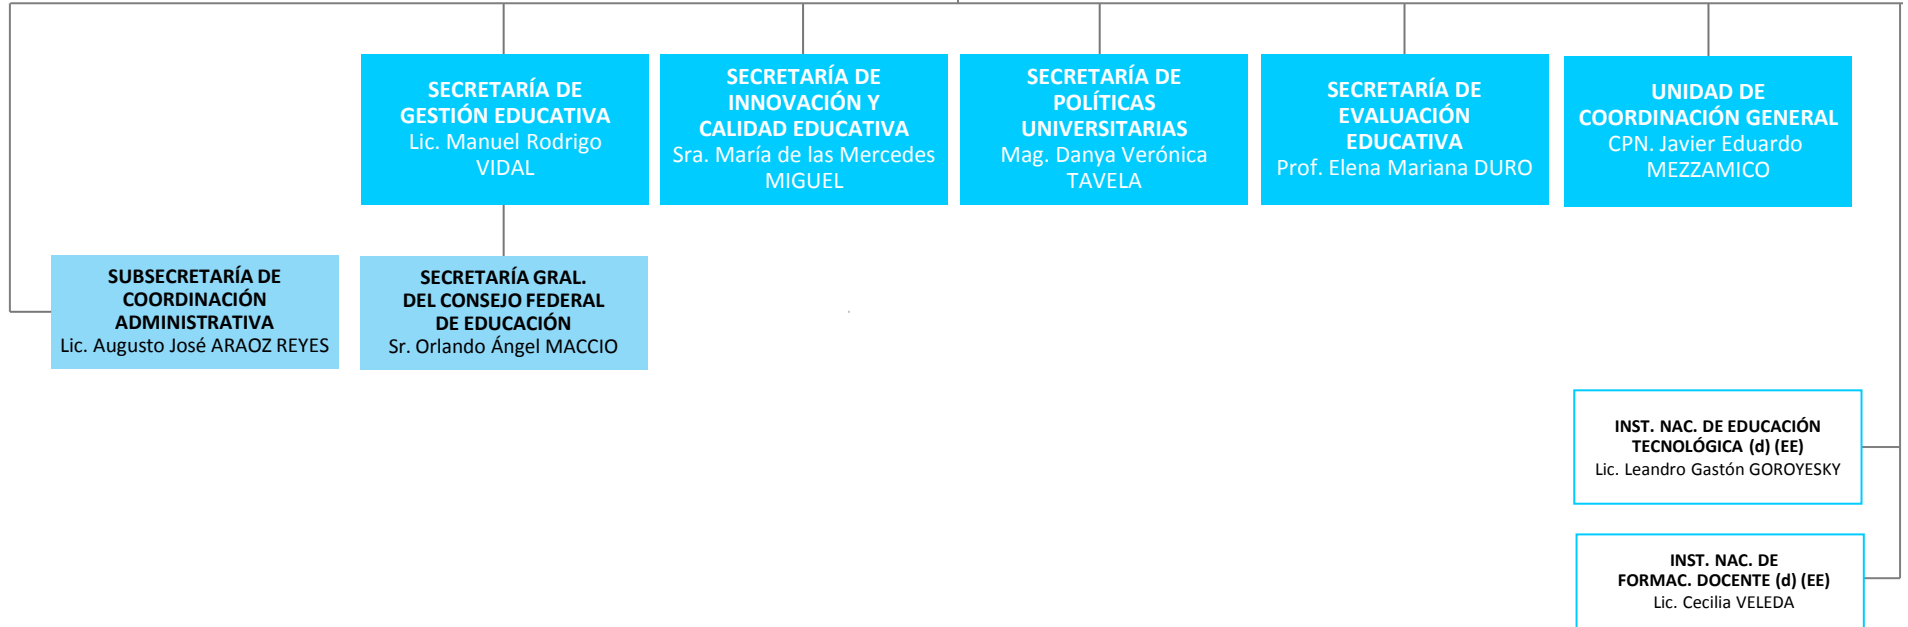 SECRETARÍA DE
GESTIÓN EDUCATIVA
Lic. Manuel Rodrigo
VIDAL
SECRETARÍA DE
INNOVACIÓN Y
CALIDAD EDUCATIVA
Sra. María de las Mercedes
MIGUEL
SECRETARÍA DE
POLÍTICAS
UNIVERSITARIAS
Mag. Danya Verónica
TAVELA
SECRETARÍA DE
EVALUACIÓN
EDUCATIVA
Prof. Elena Mariana DURO
UNIDAD DE
COORDINACIÓN GENERAL
CPN. Javier Eduardo
MEZZAMICO
SUBSECRETARÍA DE
COORDINACIÓN
ADMINISTRATIVA
Lic. Augusto José ARAOZ REYES
SECRETARÍA GRAL.
DEL CONSEJO FEDERAL
DE EDUCACIÓN
Sr. Orlando Ángel MACCIO
INST. NAC. DE EDUCACIÓN
TECNOLÓGICA (d) (EE)
Lic. Leandro Gastón GOROYESKY
INST. NAC. DE
FORMAC. DOCENTE (d) (EE)
Lic. Cecilia VELEDA